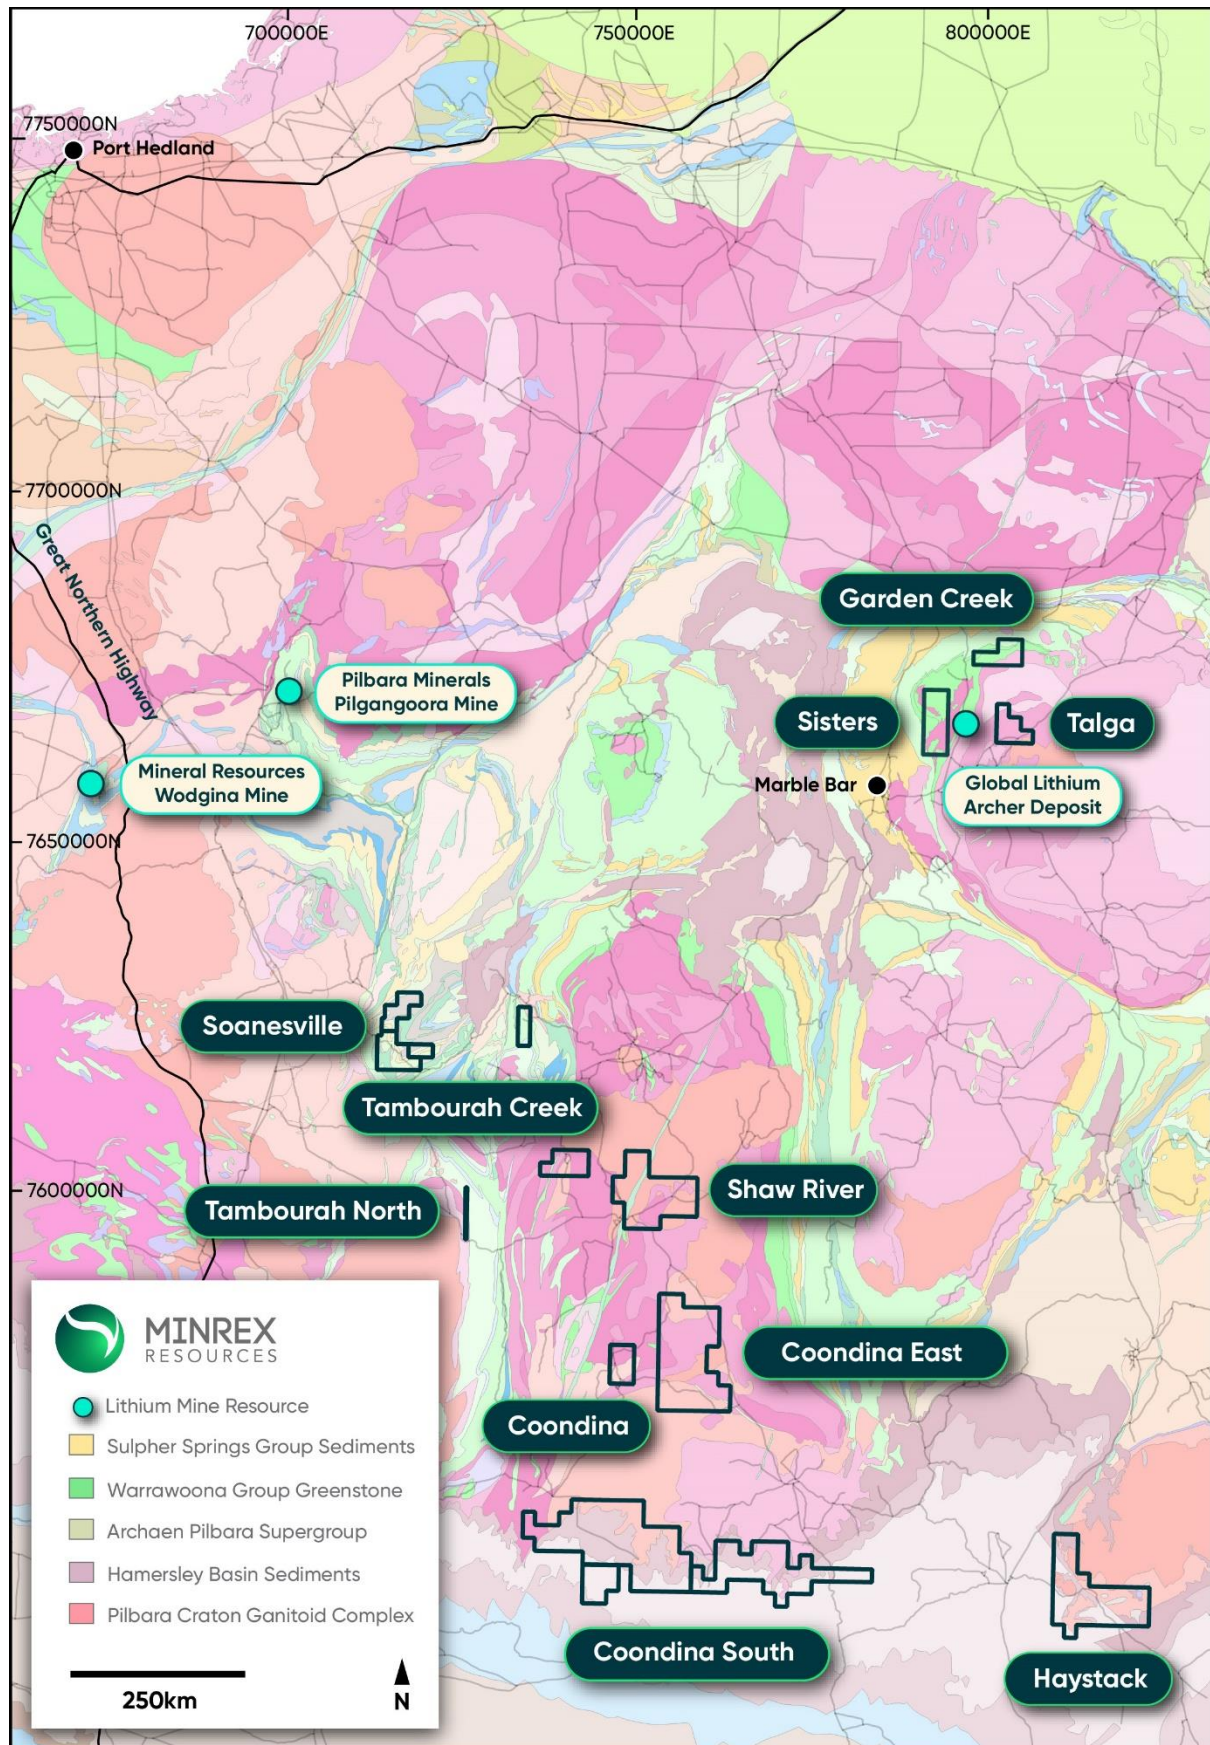 700000E
750000E
800000E
7750000N
Port Hedland
7700000N
Great Northern Highway
Garden Creek
Pilbara Minerals
Pilgangoora Mine
Sisters
Talga
Mineral Resources
Wodgina Mine
Marble Bar
Global Lithium
Archer Deposit
7650000N
Soanesville
Tambourah Creek
7600000N
Tambourah North
Shaw River
Coondina East
Coondina
Coondina South
Haystack
MINREX
RESOURCES
Lithium Mine Resource
Sulpher Springs Group Sediments
Warrawoona Group Greenstone
Archaen Pilbara Supergroup
Hamersley Basin Sediments
Pilbara Craton Ganitoid Complex
250km
N